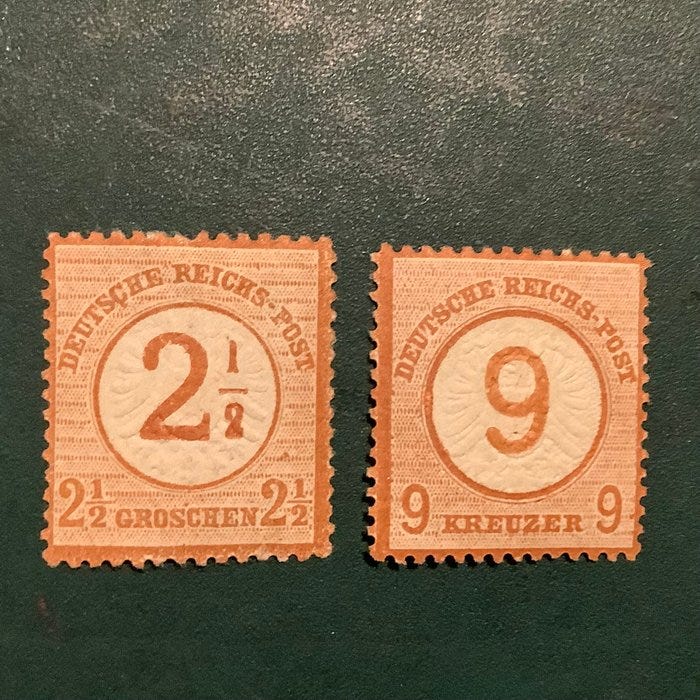 DEUTSCHE REICHS-POST
2 1/2
2 1/2 GROSCHEN 2 1/2
DEUTSCHE REICHS-POST
9
9 KREUZER 9